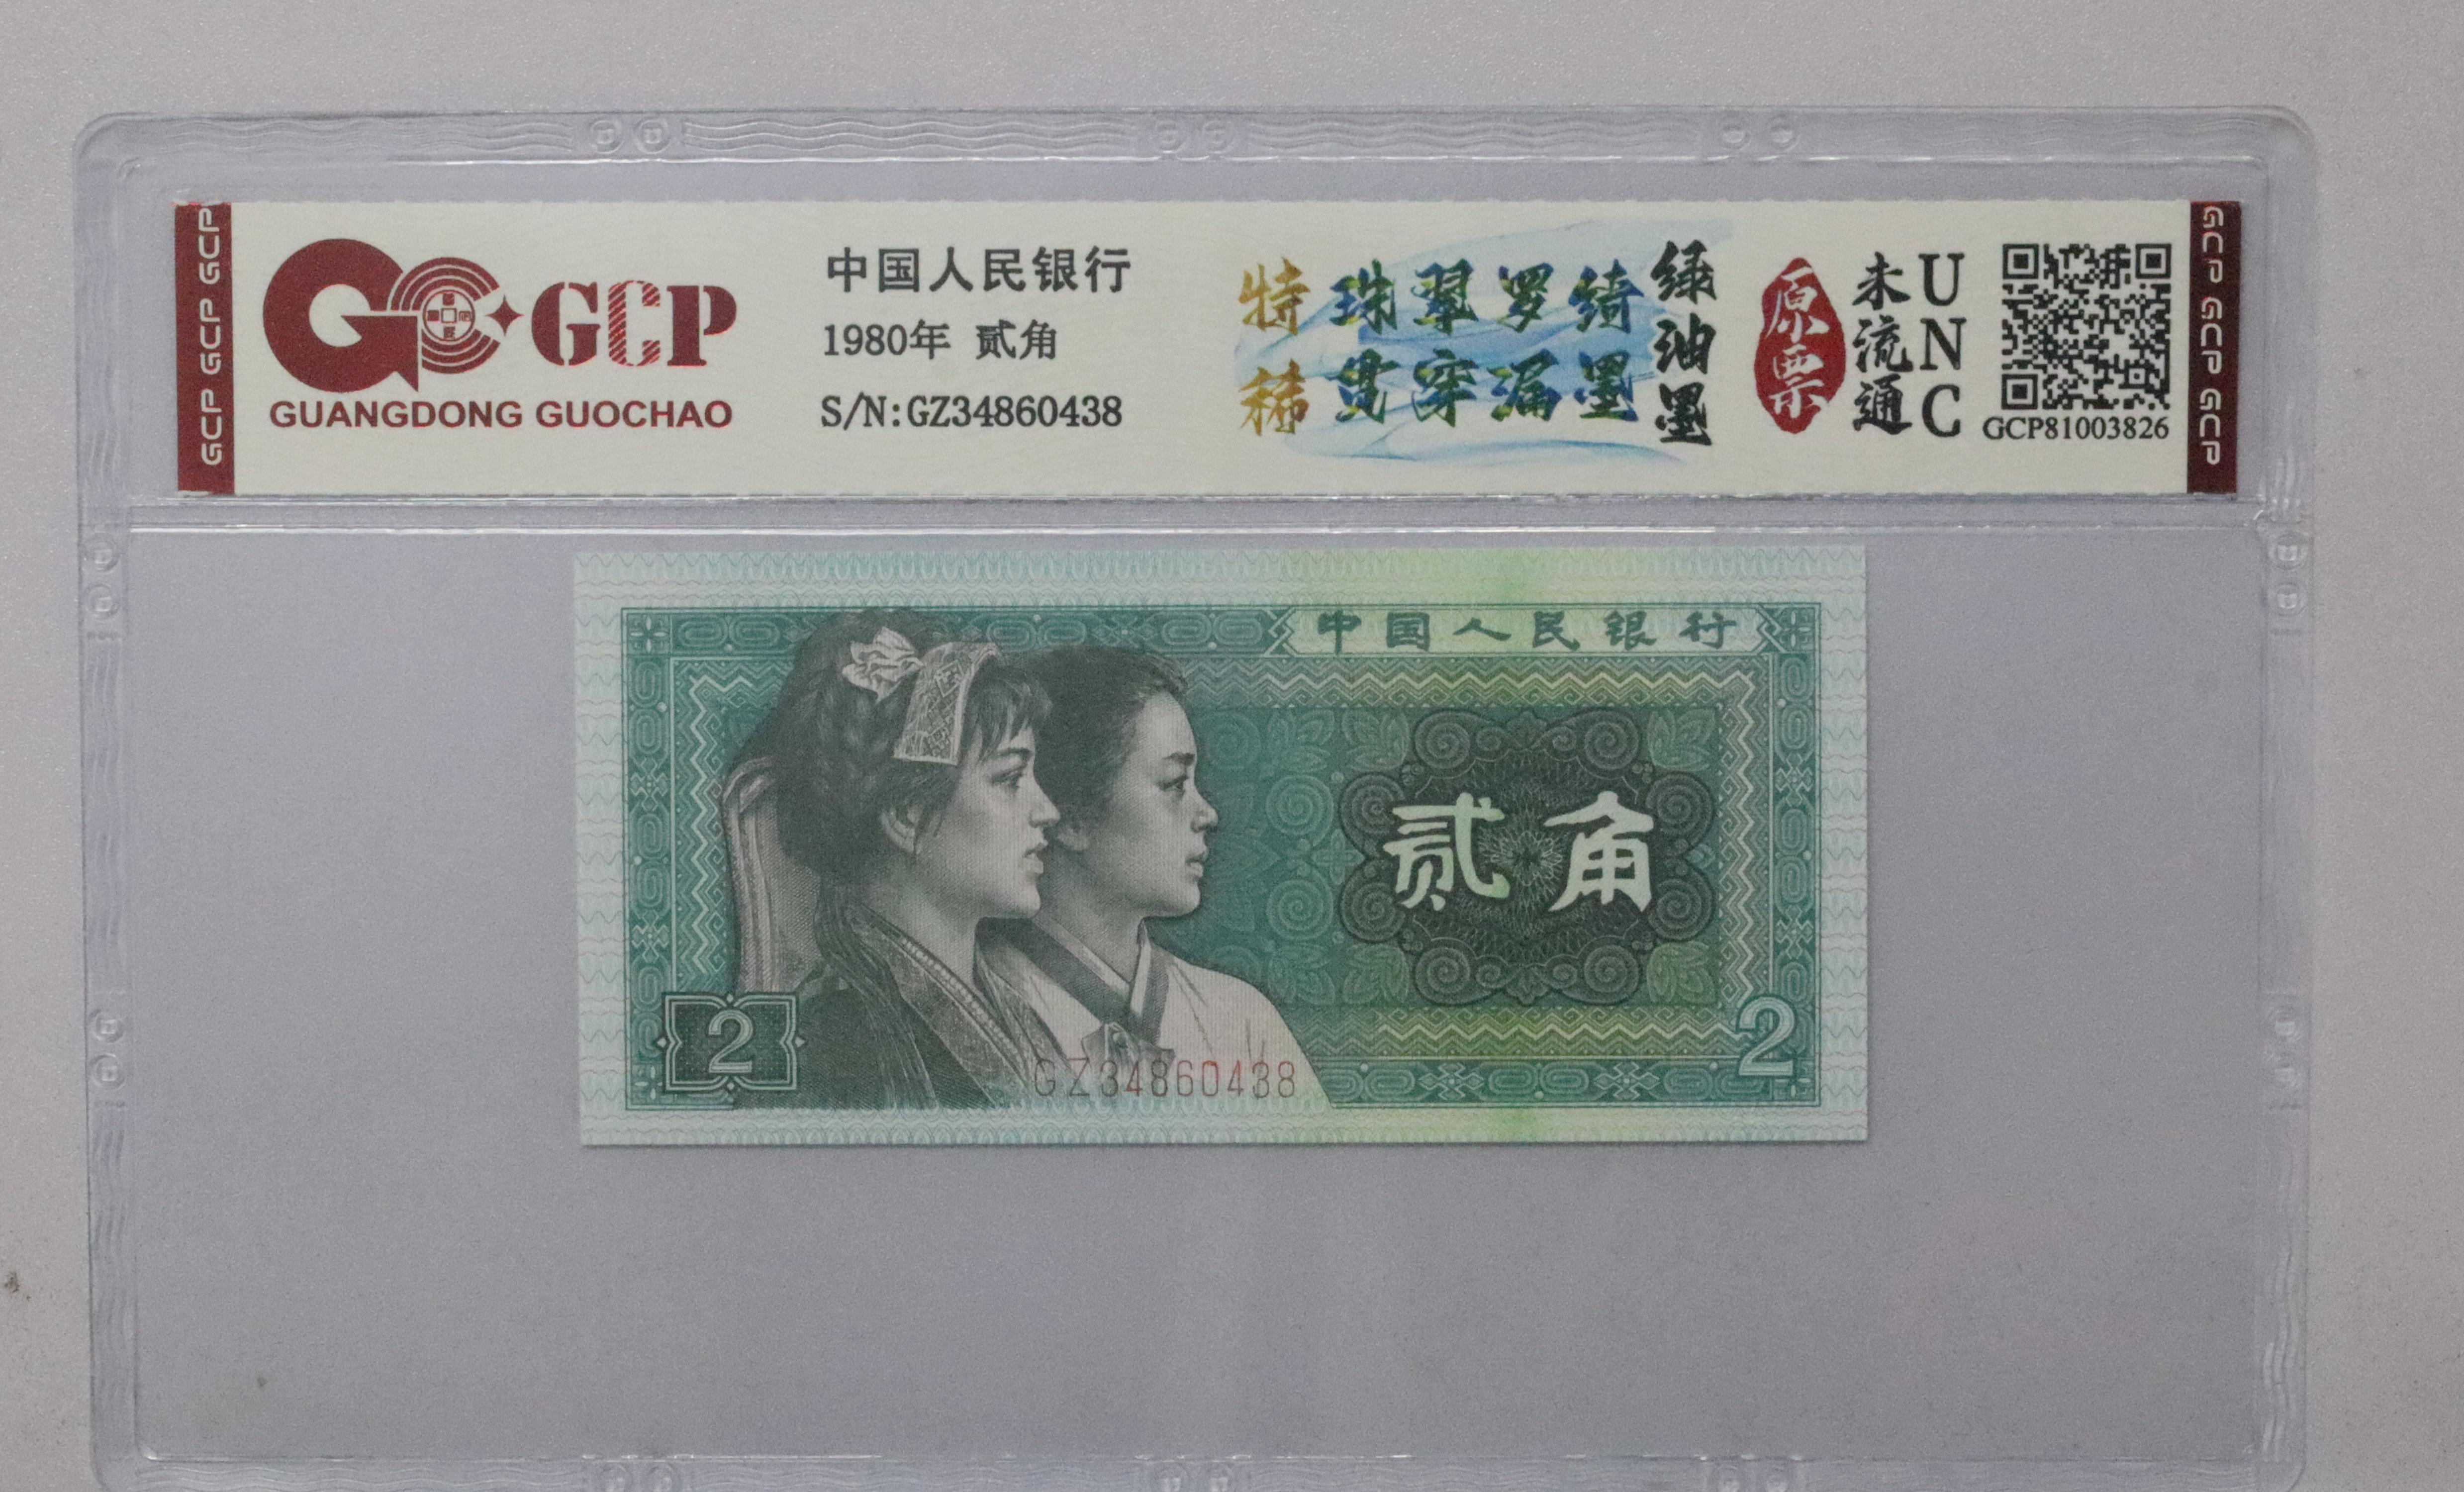 GCP GCP GCP
GCP
GUANGDONG GUOCHAO
中国人民银行
1980年 贰角
S/N:GZ34860438
特稀
珠翠罗绮
贯穿漏墨
绿油墨
原票
未流通
UNC
GCP81003826
GCP GCP GCP
中国人民银行
贰角
2
2
GZ34860438